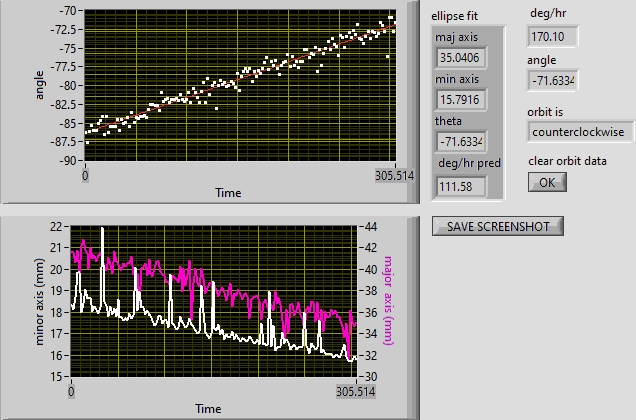 -70
-72.5
-75
-77.5
-80
-82.5
-85
-87.5
-90
angle
0
305.514
Time
ellipse fit
maj axis
35.0406
min axis
15.7916
theta
-71.6334
deg/hr pred
111.58
deg/hr
170.10
angle
-71.6334
orbit is
counterclockwise
clear orbit data
OK
SAVE SCREENSHOT
22
21
20
19
18
17
16
15
minor axis (mm)
44
42
40
38
36
34
32
30
major axis (mm)
0
305.514
Time